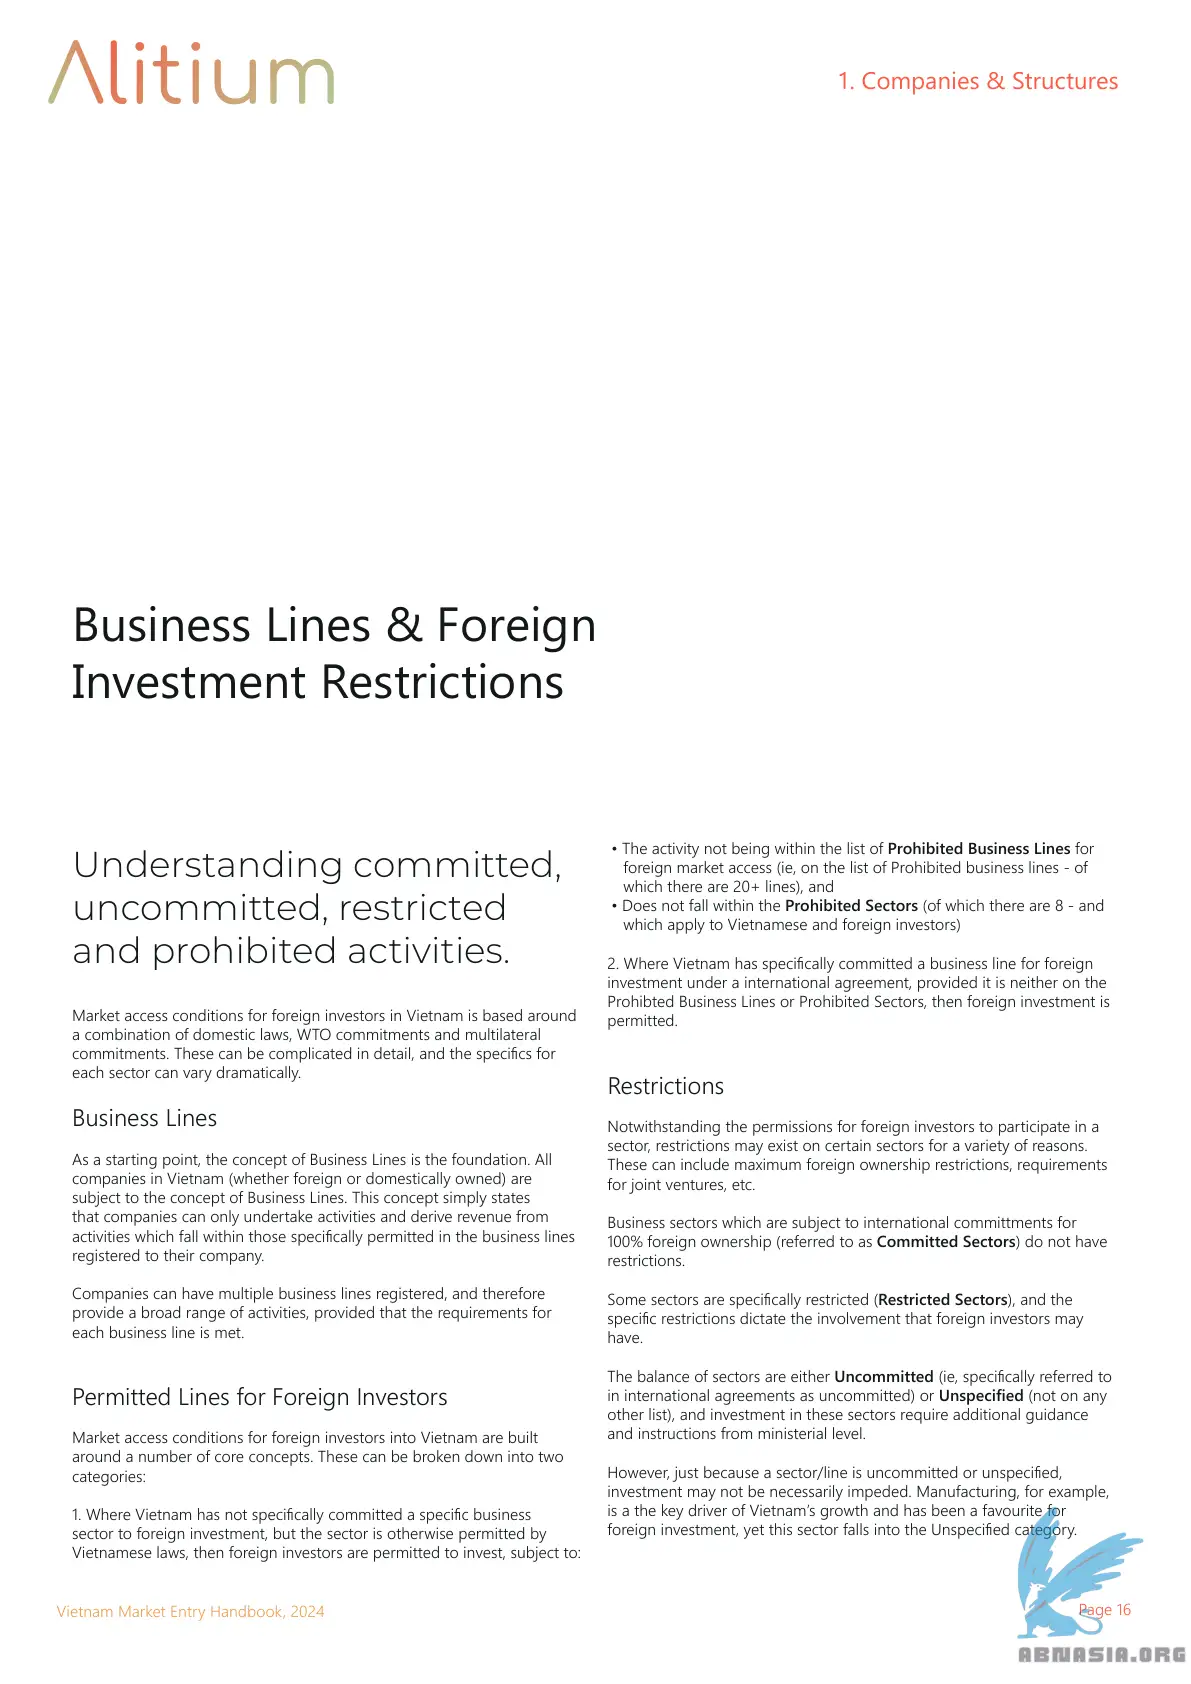 Alitium
1. Companies & Structures
Business Lines & Foreign
Investment Restrictions
Understanding committed,
uncommitted, restricted
and prohibited activities.
Market access conditions for foreign investors in Vietnam is based around
a combination of domestic laws, WTO commitments and multilateral
commitments. These can be complicated in detail, and the specifics for
each sector can vary dramatically.
Business Lines
As a starting point, the concept of Business Lines is the foundation. All
companies in Vietnam (whether foreign or domestically owned) are
subject to the concept of Business Lines. This concept simply states
that companies can only undertake activities and derive revenue from
activities which fall within those specifically permitted in the business lines
registered to their company.
Companies can have multiple business lines registered, and therefore
provide a broad range of activities, provided that the requirements for
each business line is met.
Permitted Lines for Foreign Investors
Market access conditions for foreign investors into Vietnam are built
around a number of core concepts. These can be broken down into two
categories:
1. Where Vietnam has not specifically committed a specific business
sector to foreign investment, but the sector is otherwise permitted by
Vietnamese laws, then foreign investors are permitted to invest, subject to:
• The activity not being within the list of Prohibited Business Lines for
foreign market access (ie, on the list of Prohibited business lines - of
which there are 20+ lines), and
• Does not fall within the Prohibited Sectors (of which there are 8 - and
which apply to Vietnamese and foreign investors)
2. Where Vietnam has specifically committed a business line for foreign
investment under a international agreement, provided it is neither on the
Prohibted Business Lines or Prohibited Sectors, then foreign investment is
permitted.
Restrictions
Notwithstanding the permissions for foreign investors to participate in a
sector, restrictions may exist on certain sectors for a variety of reasons.
These can include maximum foreign ownership restrictions, requirements
for joint ventures, etc.
Business sectors which are subject to international committments for
100% foreign ownership (referred to as Committed Sectors) do not have
restrictions.
Some sectors are specifically restricted (Restricted Sectors), and the
specific restrictions dictate the involvement that foreign investors may
have.
The balance of sectors are either Uncommitted (ie, specifically referred to
in international agreements as uncommitted) or Unspecified (not on any
other list), and investment in these sectors require additional guidance
and instructions from ministerial level.
However, just because a sector/line is uncommitted or unspecified,
investment may not be necessarily impeded. Manufacturing, for example,
is a the key driver of Vietnam's growth and has been a favourite for
foreign investment, yet this sector falls into the Unspecified category.
Vietnam Market Entry Handbook, 2024
Page 16
ABNASIA.ORG